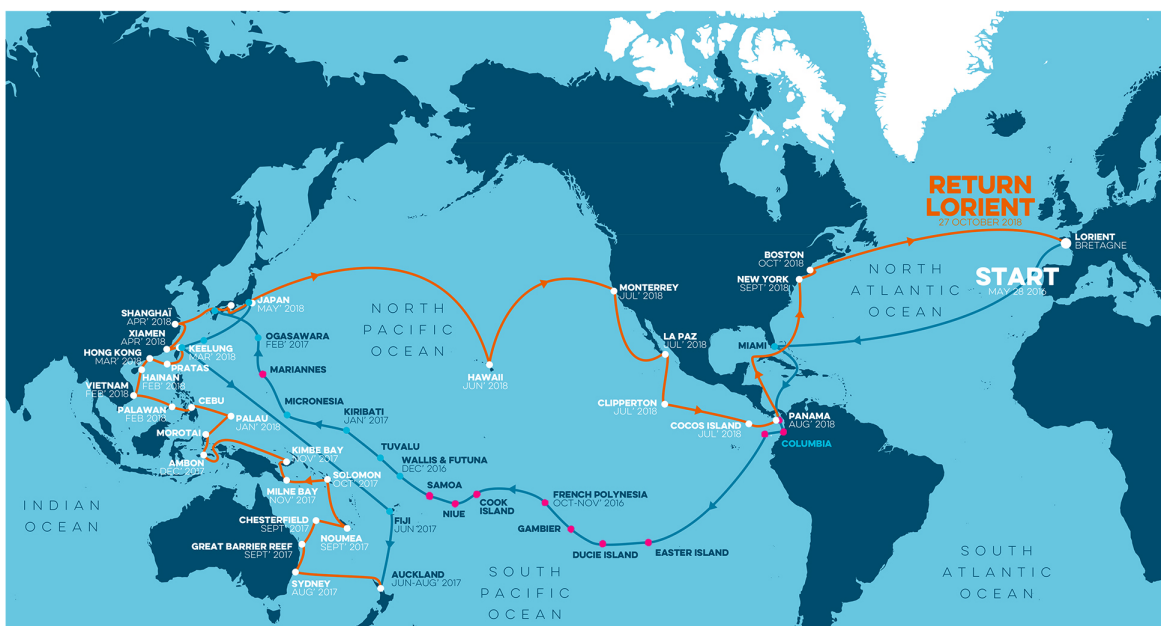 RETURN
LORIENT
27 OCTOBER 2018
LORIENT
BRETAGNE
START
MAY 28 2016
BOSTON
OCT' 2018
NEW YORK
SEPT' 2018
NORTH
ATLANTIC
OCEAN
MIAMI
MONTERREY
JUL' 2018
LA PAZ
JUL' 2018
CLIPPERTON
JUL' 2018
COCOS ISLAND
JUL' 2018
PANAMA
AUG' 2018
COLUMBIA
NORTH
PACIFIC
OCEAN
HAWAII
JUN' 2018
JAPAN
MAY' 2018
SHANGHAÏ
APR' 2018
XIAMEN
APR' 2018
KEELUNG
MAR' 2018
HONG KONG
MAR' 2018
PRATAS
HAINAN
FEB' 2018
VIETNAM
FEB' 2018
OGASAWARA
FEB' 2017
MARIANNES
MICRONESIA
KIRIBATI
JAN' 2017
CEBU
PALAWAN
FEB' 2018
PALAU
JAN' 2018
MOROTAI
AMBON
DEC' 2017
KIMBE BAY
NOV' 2017
TUVALU
WALLIS & FUTUNA
DEC' 2016
SOLOMON
OCT' 2017
MILNE BAY
NOV' 2017
SAMOA
NIUE
COOK
ISLAND
FRENCH POLYNESIA
OCT-NOV' 2016
GAMBIER
DUCIE ISLAND
EASTER ISLAND
INDIAN
OCEAN
CHESTERFIELD
SEPT' 2017
NOUMEA
SEPT' 2017
FIJI
JUN' 2017
GREAT BARRIER REEF
SEPT' 2017
SYDNEY
AUG' 2017
AUCKLAND
JUN-AUG' 2017
SOUTH
PACIFIC
OCEAN
SOUTH
ATLANTIC
OCEAN